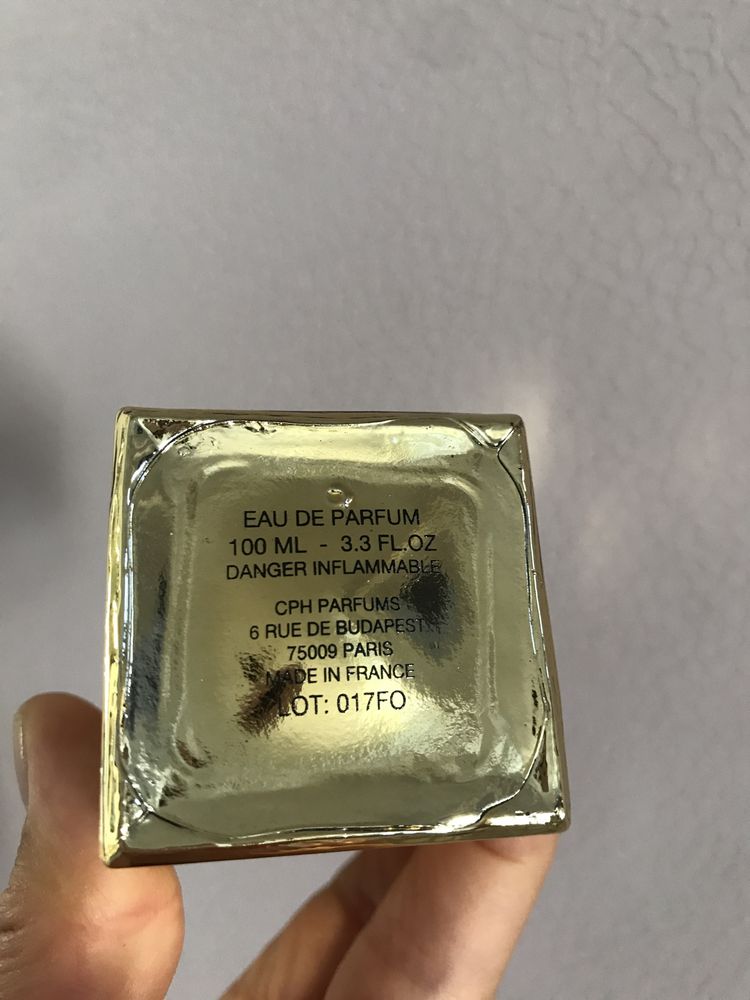 EAU DE PARFUM
100 ML - 3.3 FL.OZ
DANGER INFLAMMABLE
CPH PARFUMS
6 RUE DE BUDAPEST
75009 PARIS
MADE IN FRANCE
LOT: 017FO